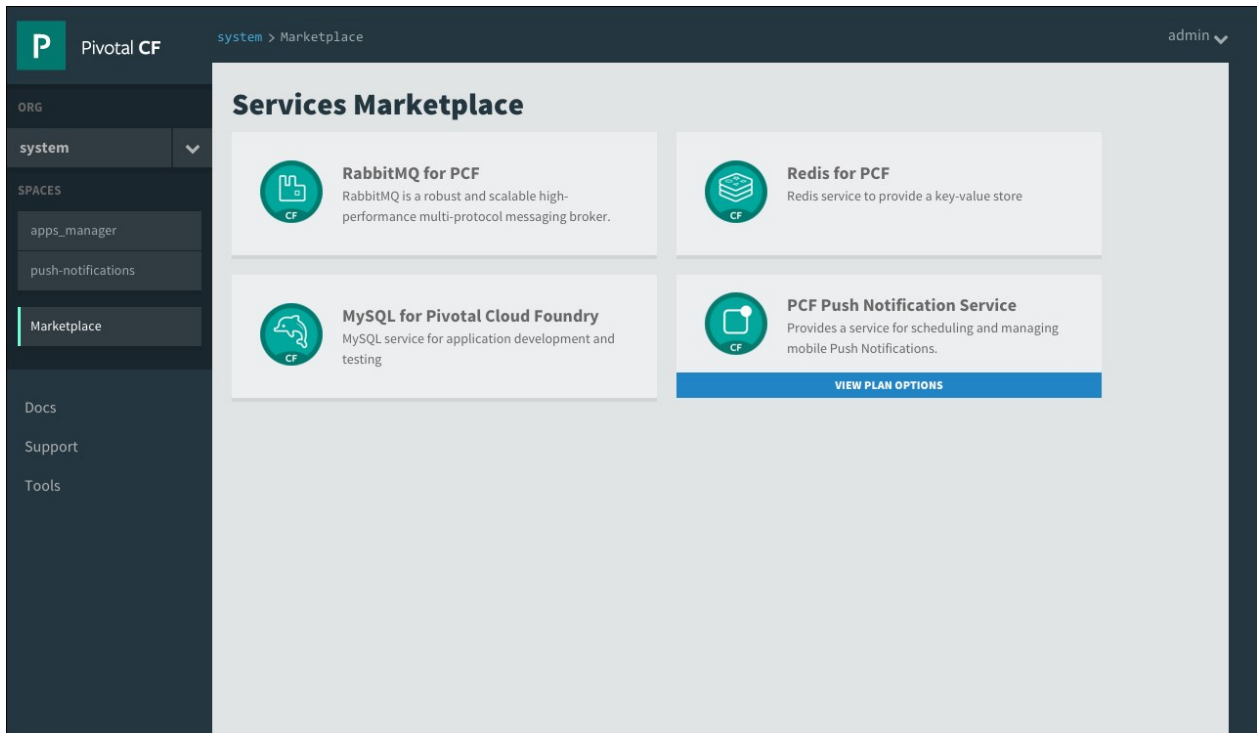 P
Pivotal CF
system > Marketplace
admin
ORG
system
SPACES
apps_manager
push-notifications
Marketplace
Docs
Support
Tools
Services Marketplace
CF
RabbitMQ for PCF
RabbitMQ is a robust and scalable high-
performance multi-protocol messaging broker.
CF
Redis for PCF
Redis service to provide a key-value store
CF
MySQL for Pivotal Cloud Foundry
MySQL service for application development and
testing
CF
PCF Push Notification Service
Provides a service for scheduling and managing
mobile Push Notifications.
VIEW PLAN OPTIONS